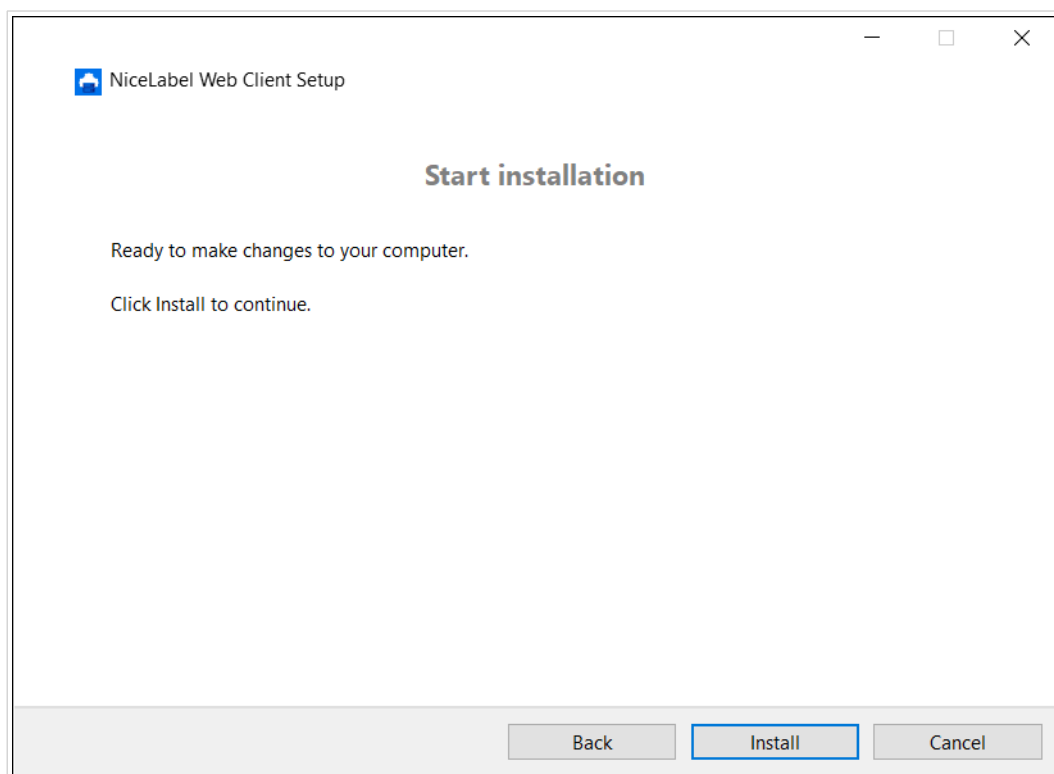 NiceLabel Web Client Setup
Start installation
Ready to make changes to your computer.
Click Install to continue.
Back
Install
Cancel